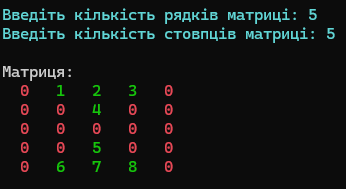 Введіть кількість рядків матриці: 5
Введіть кількість стовпців матриці: 5
Матриця:
0 1 2 3 0
0 0 4 0 0
0 0 0 0 0
0 0 5 0 0
0 6 7 8 0